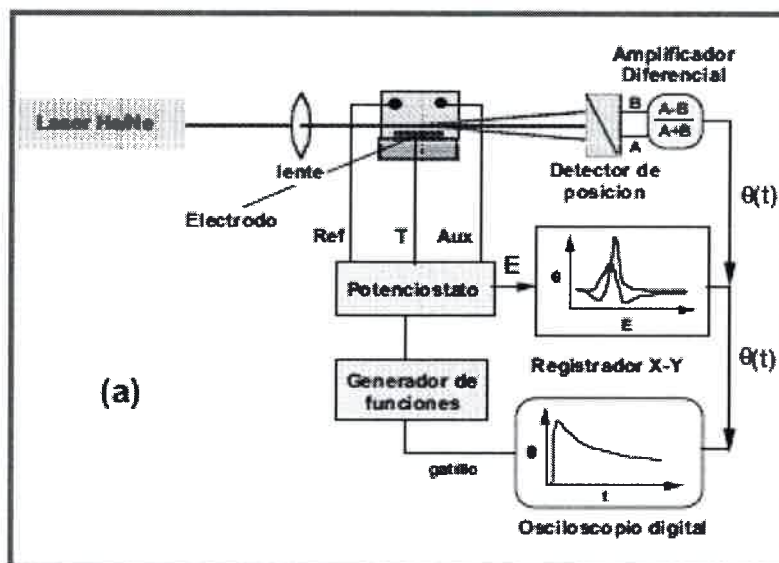 Amplificador
Diferencial
Laser HeNe
B
A-B
A+B
A
lente
Detector de
posicion
Electrodo
θ(t)
Ref
T
Aux
E
Potenciostato
θ
E
Registrador X-Y
θ(t)
(a)
Generador de
funciones
gatillo
θ
t
Osciloscopio digital